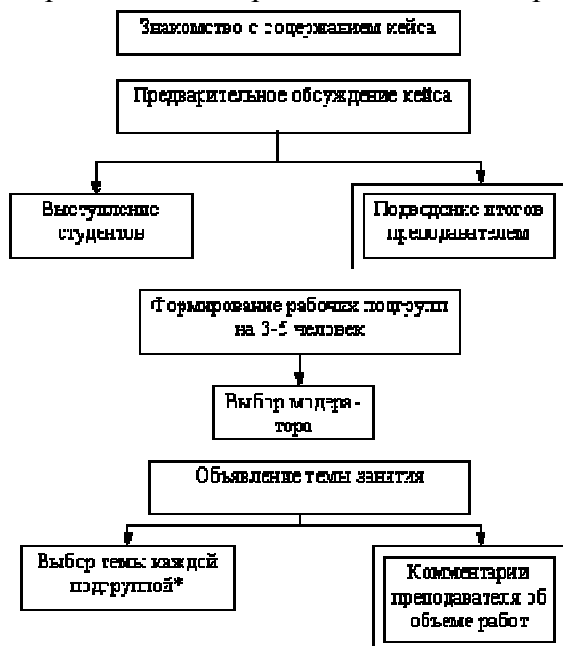 Знакомство с содержанием кейса
Предварительное обсуждение кейса
Выступление
студентов
Подведение итогов
преподавателем
Формирование рабочих подгрупп
на 3-5 человек
Выбор модера-
тора
Объявление темы занятия
Выбор темы каждой
подгруппой*
Комментарии
преподавателя об
объеме работ